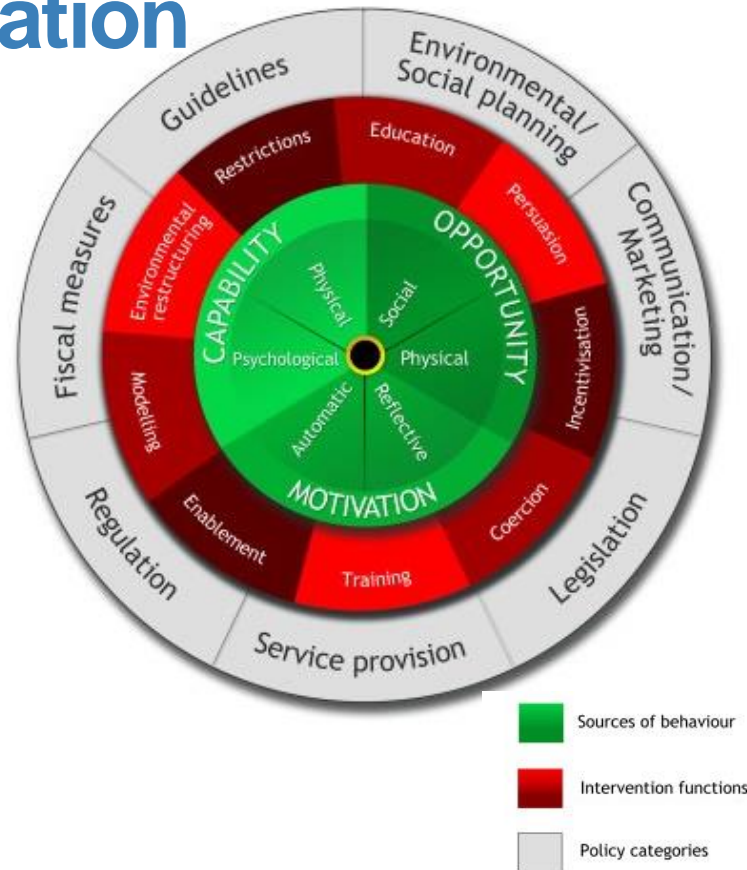 ation
Guidelines
Environmental/
Social planning
Communication/
Marketing
Legislation
Service provision
Regulation
Fiscal measures
Restrictions
Education
Persuasion
Incentivisation
Coercion
Training
Enablement
Modelling
Environmental
restructuring
CAPABILITY
OPPORTUNITY
MOTIVATION
Physical
Social
Physical
Reflective
Automatic
Psychological
Sources of behaviour
Intervention functions
Policy categories